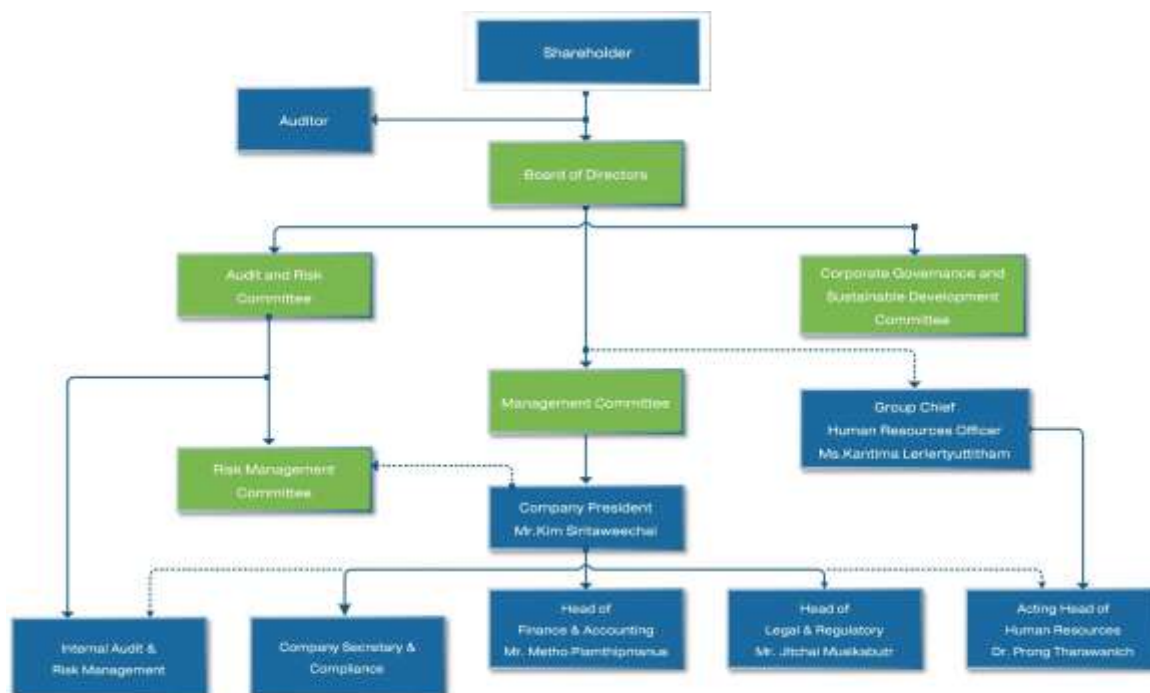 Shareholder
Auditor
Board of Directors
Audit and Risk
Committee
Corporate Governance and
Sustainable Development
Committee
Management Committee
Group Chief
Human Resources Officer
Ms.Kantima Lerlertyuttitham
Risk Management
Committee
Company President
Mr.Kim Siritaweechai
Internal Audit &
Risk Management
Company Secretary &
Compliance
Head of
Finance & Accounting
Mr. Metho Piamthipmanus
Head of
Legal & Regulatory
Mr. Jitchai Musikabutr
Acting Head of
Human Resources
Dr. Prong Tharawanich